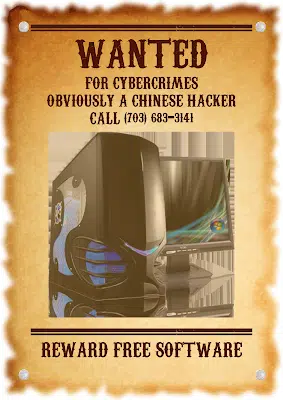 WANTED
FOR CYBERCRIMES
OBVIOUSLY A CHINESE HACKER
CALL (703) 683-3141
REWARD FREE SOFTWARE